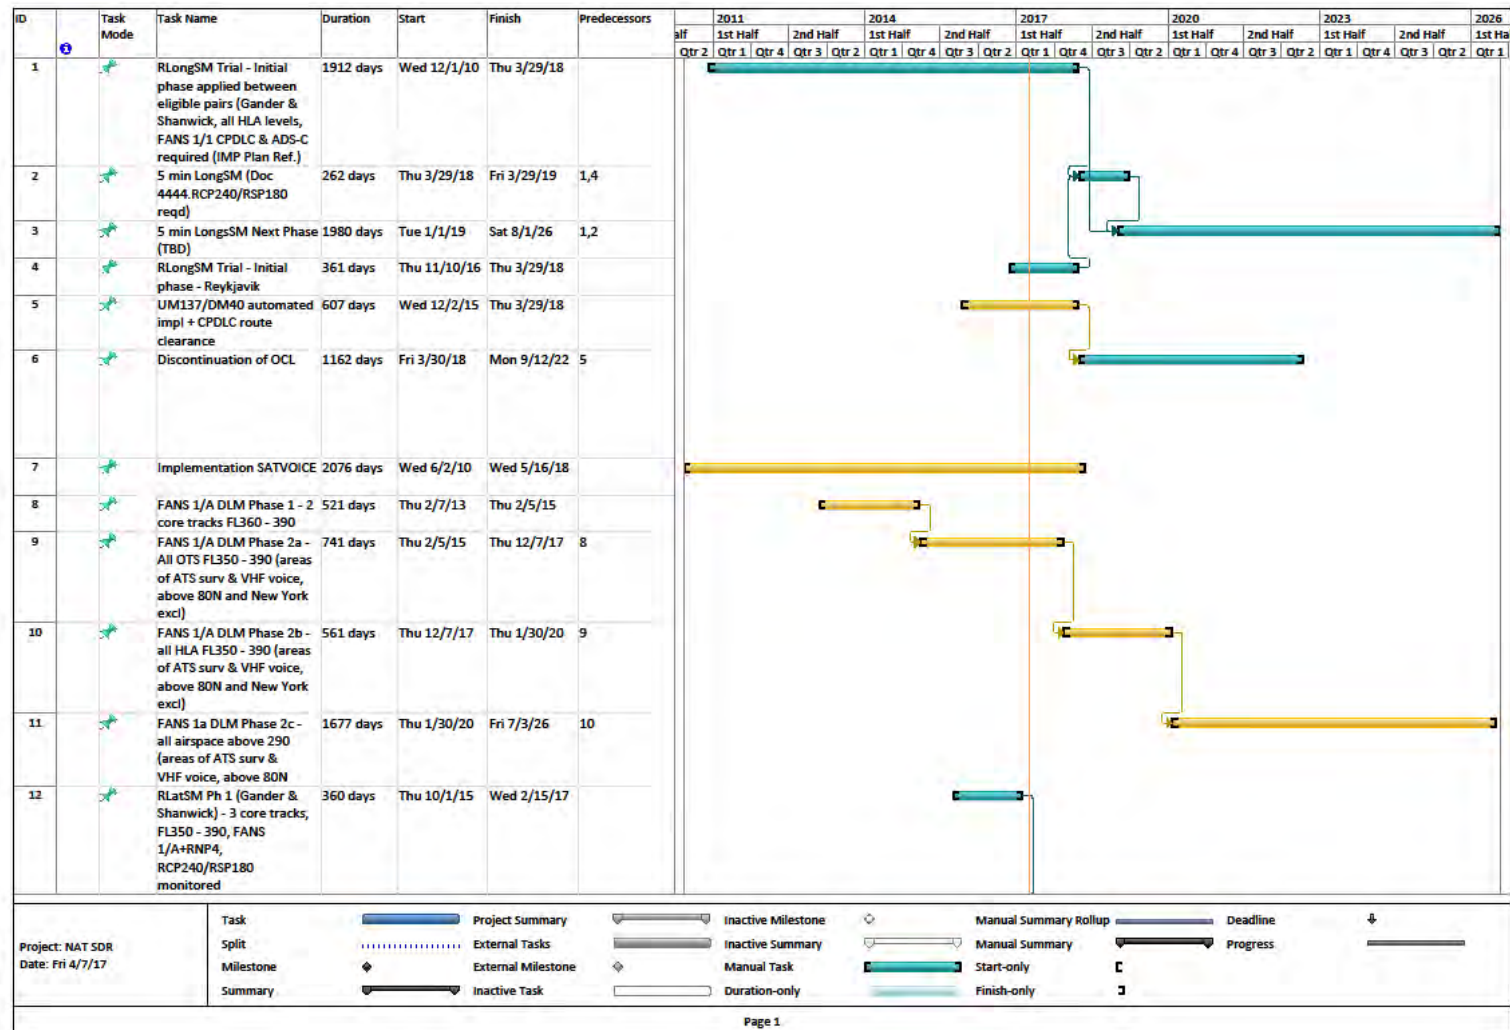 ID Task Mode Task Name Duration Start Finish Predecessors
2011 2014 2017 2020 2023 2026
alf 1st Half 2nd Half 1st Half 2nd Half 1st Half 2nd Half 1st Half 2nd Half 1st Half 2nd Half 1st Ha
Qtr 2 Qtr 1 Qtr 4 Qtr 3 Qtr 2 Qtr 1 Qtr 4 Qtr 3 Qtr 2 Qtr 1 Qtr 4 Qtr 3 Qtr 2 Qtr 1 Qtr 4 Qtr 3 Qtr 2 Qtr 1 Qtr 4 Qtr 3 Qtr 2 Qtr 1
1 RLongSM Trial - Initial 1912 days Wed 12/1/10 Thu 3/29/18
phase applied between
eligible pairs (Gander &
Shanwick, all HLA levels,
FANS 1/1 CPDLC & ADS-C
required (IMP Plan Ref.)
2 5 min LongSM (Doc 262 days Thu 3/29/18 Fri 3/29/19 1,4
4444.RCP240/RSP180
reqd)
3 5 min LongsSM Next Phase 1980 days Tue 1/1/19 Sat 8/1/26 1,2
(TBD)
4 RLongSM Trial - Initial 361 days Thu 11/10/16 Thu 3/29/18
phase - Reykjavik
5 UM137/DM40 automated 607 days Wed 12/2/15 Thu 3/29/18
impl + CPDLC route
clearance
6 Discontinuation of OCL 1162 days Fri 3/30/18 Mon 9/12/22 5
7 Implementation SATVOICE 2076 days Wed 6/2/10 Wed 5/16/18
8 FANS 1/A DLM Phase 1 - 2 521 days Thu 2/7/13 Thu 2/5/15
core tracks FL360 - 390
9 FANS 1/A DLM Phase 2a - 741 days Thu 2/5/15 Thu 12/7/17 8
All OTS FL350 - 390 (areas
of ATS surv & VHF voice,
above 80N and New York
excl)
10 FANS 1/A DLM Phase 2b - 561 days Thu 12/7/17 Thu 1/30/20 9
all HLA FL350 - 390 (areas
of ATS surv & VHF voice,
above 80N and New York
excl)
11 FANS 1a DLM Phase 2c - 1677 days Thu 1/30/20 Fri 7/3/26 10
all airspace above 290
(areas of ATS surv &
VHF voice, above 80N
12 RLatSM Ph 1 (Gander & 360 days Thu 10/1/15 Wed 2/15/17
Shanwick) - 3 core tracks,
FL350 - 390, FANS
1/A+RNP4,
RCP240/RSP180
monitored
Project: NAT SDR
Date: Fri 4/7/17
Task Project Summary Inactive Milestone Manual Summary Rollup Deadline
Split External Tasks Inactive Summary Manual Summary Progress
Milestone External Milestone Manual Task Start-only
Summary Inactive Task Duration-only Finish-only
Page 1